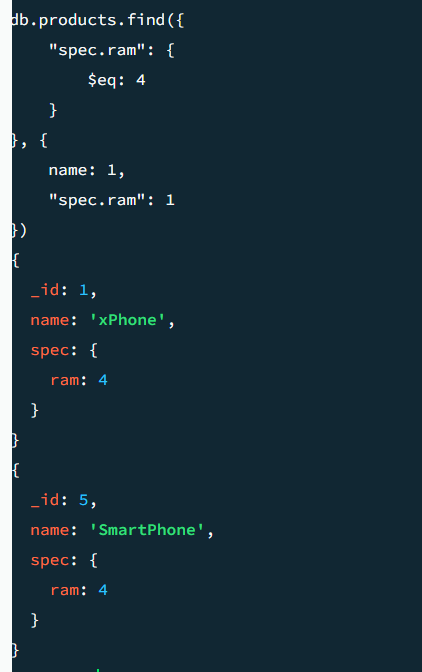 db.products.find({
    "spec.ram": {
        $eq: 4
    }
}, {
    name: 1,
    "spec.ram": 1
})
{
  _id: 1,
  name: 'xPhone',
  spec: {
    ram: 4
  }
}
{
  _id: 5,
  name: 'SmartPhone',
  spec: {
    ram: 4
  }
}